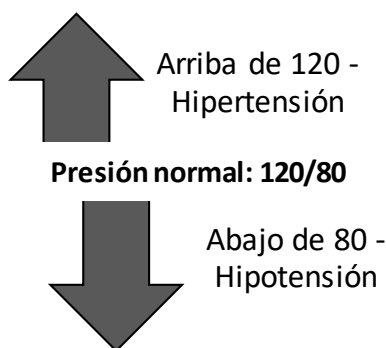 Arriba de 120 -
Hipertensión
Presión normal: 120/80
Abajo de 80 -
Hipotensión